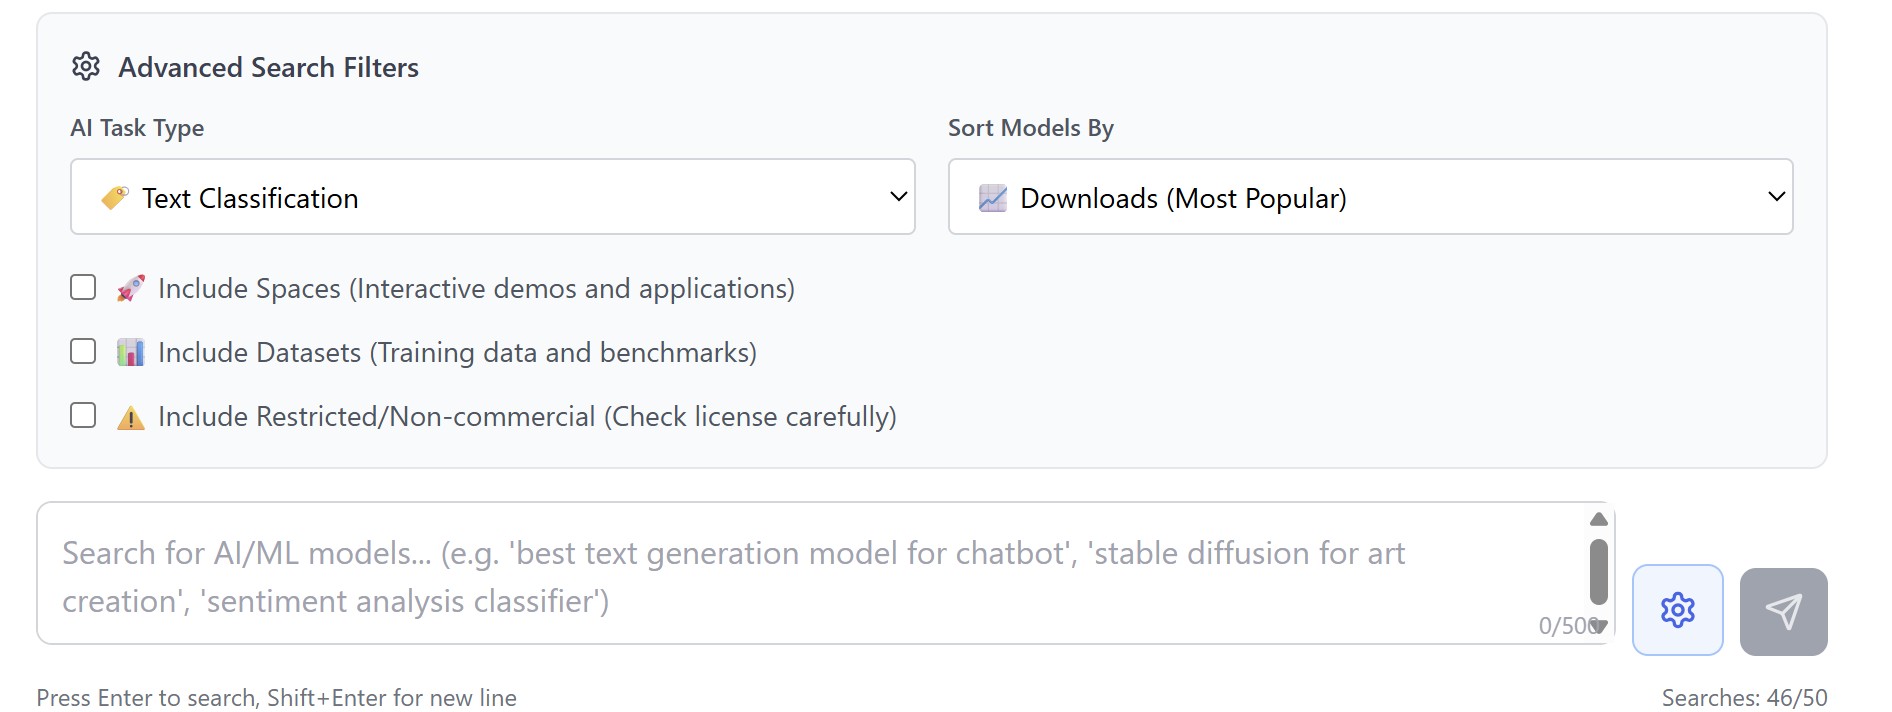 Advanced Search Filters
AI Task Type
Sort Models By
Text Classification
Downloads (Most Popular)
Include Spaces (Interactive demos and applications)
Include Datasets (Training data and benchmarks)
Include Restricted/Non-commercial (Check license carefully)
Search for AI/ML models... (e.g. 'best text generation model for chatbot', 'stable diffusion for art
creation', 'sentiment analysis classifier')
0/500
Press Enter to search, Shift+Enter for new line
Searches: 46/50